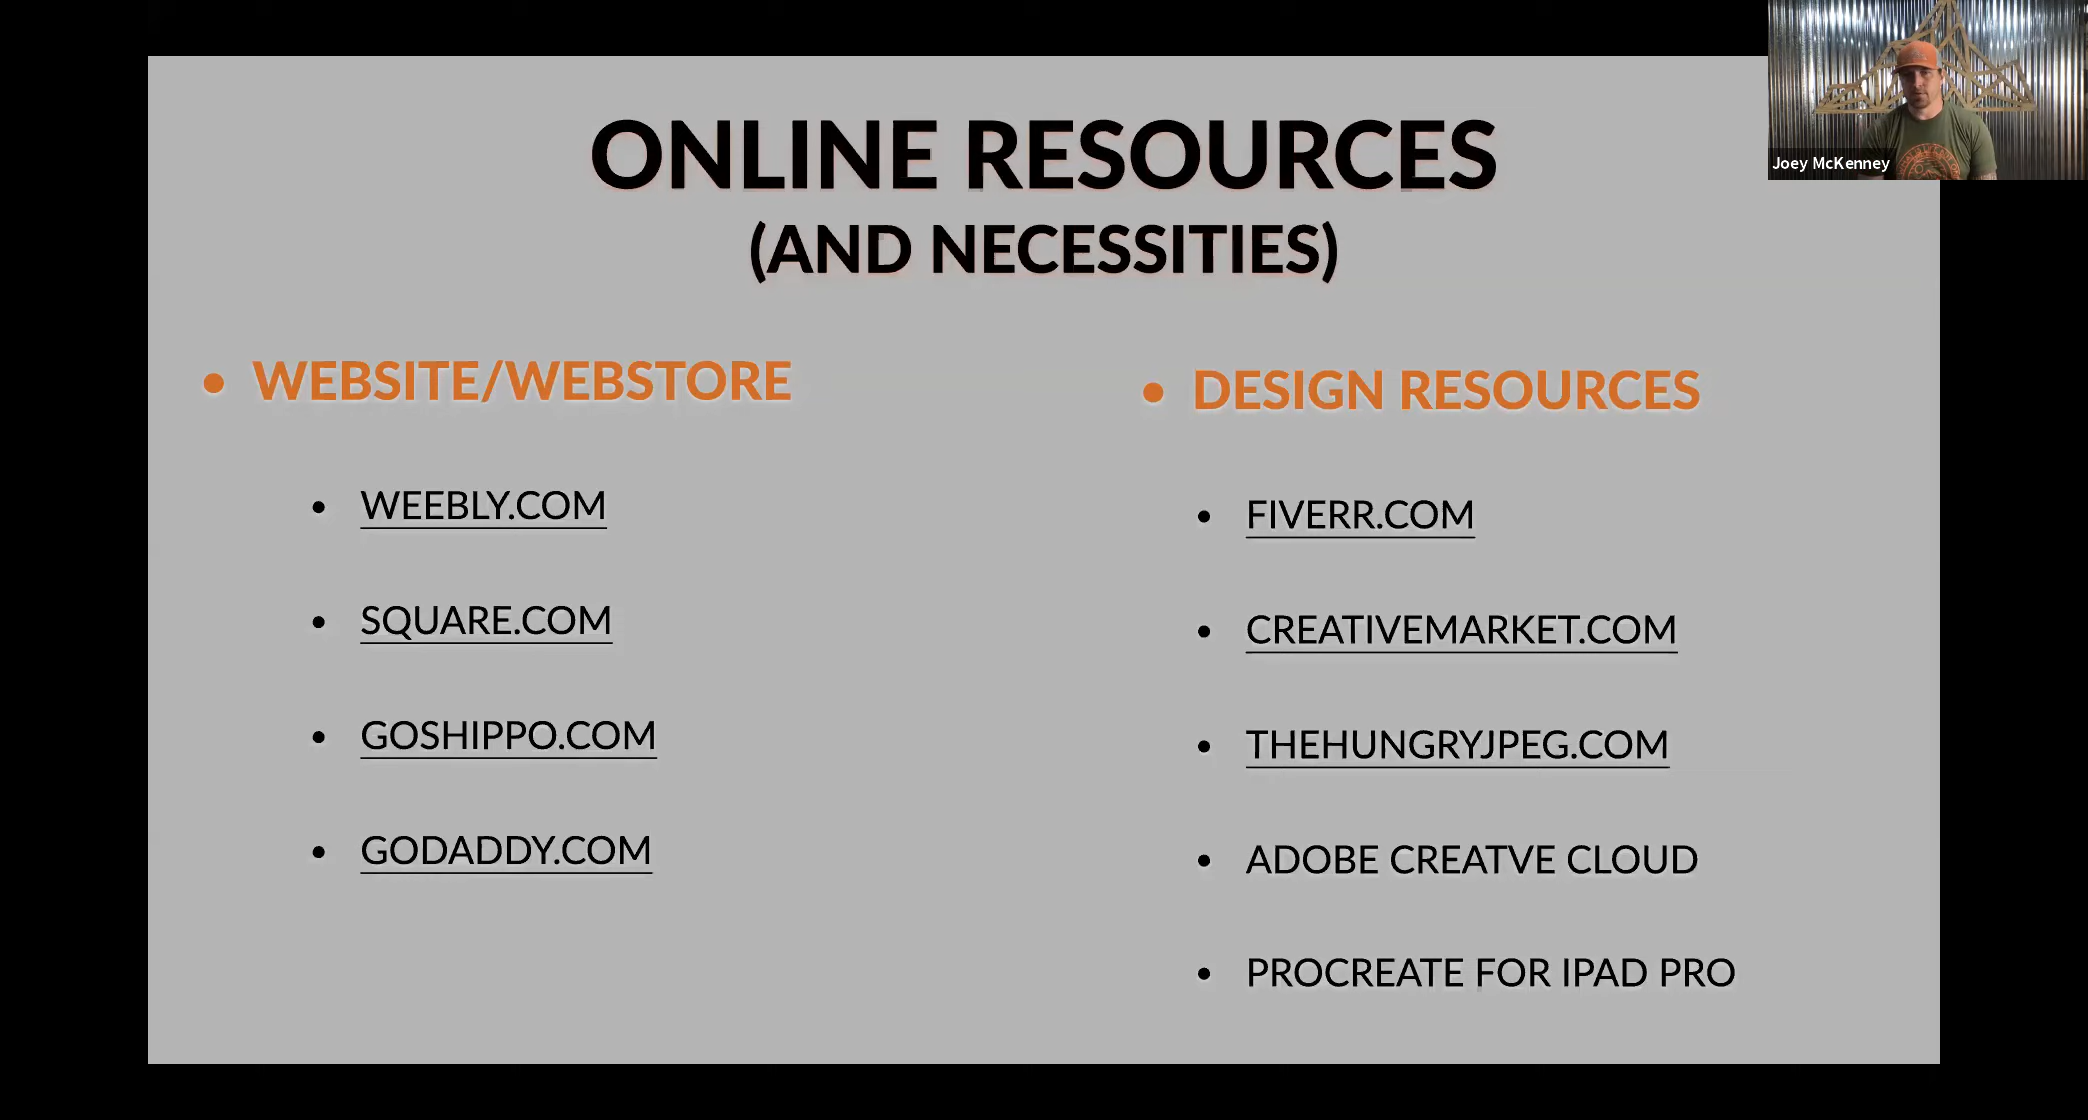 ONLINE RESOURCES
(AND NECESSITIES)
• WEBSITE/WEBSTORE
• WEEBLY.COM
• SQUARE.COM
• GOSHIPPO.COM
• GODADDY.COM
• DESIGN RESOURCES
• FIVERR.COM
• CREATIVEMARKET.COM
• THEHUNGRYJPEG.COM
• ADOBE CREATVE CLOUD
• PROCREATE FOR IPAD PRO
Joey McKenney